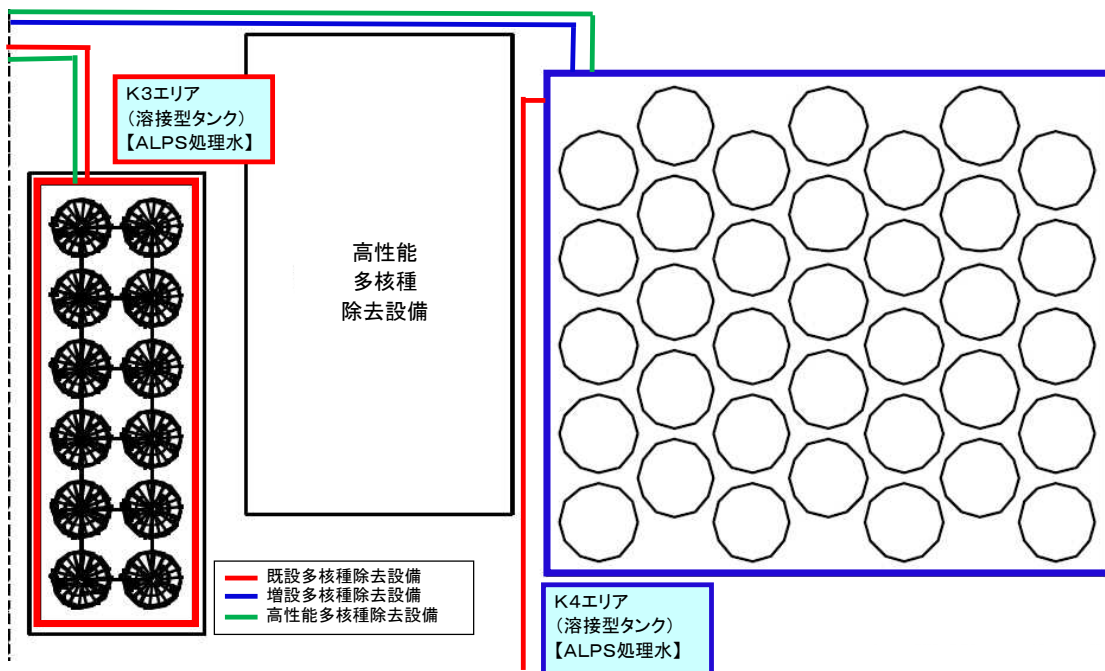 K3エリア
(溶接型タンク)
【ALPS処理水】
高性能
多核種
除去設備
既設多核種除去設備
増設多核種除去設備
高性能多核種除去設備
K4エリア
(溶接型タンク)
【ALPS処理水】